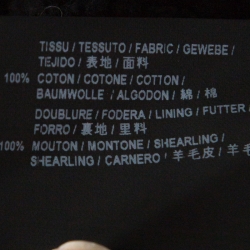 TISSU / TESSUTO / FABRIC / GEWEBE /
TEJIDO / 表地 / 面料
100% COTON / COTONE / COTTON /
BAUMWOLLE / ALGODON / 綿 / 棉
DOUBLURE / FODERA / LINING / FUTTER /
FORRO / 裏地 / 里料
100% MOUTON / MONTONE / SHEARLING /
SHEARLING / CARNERO / 羊毛皮 / 羊毛